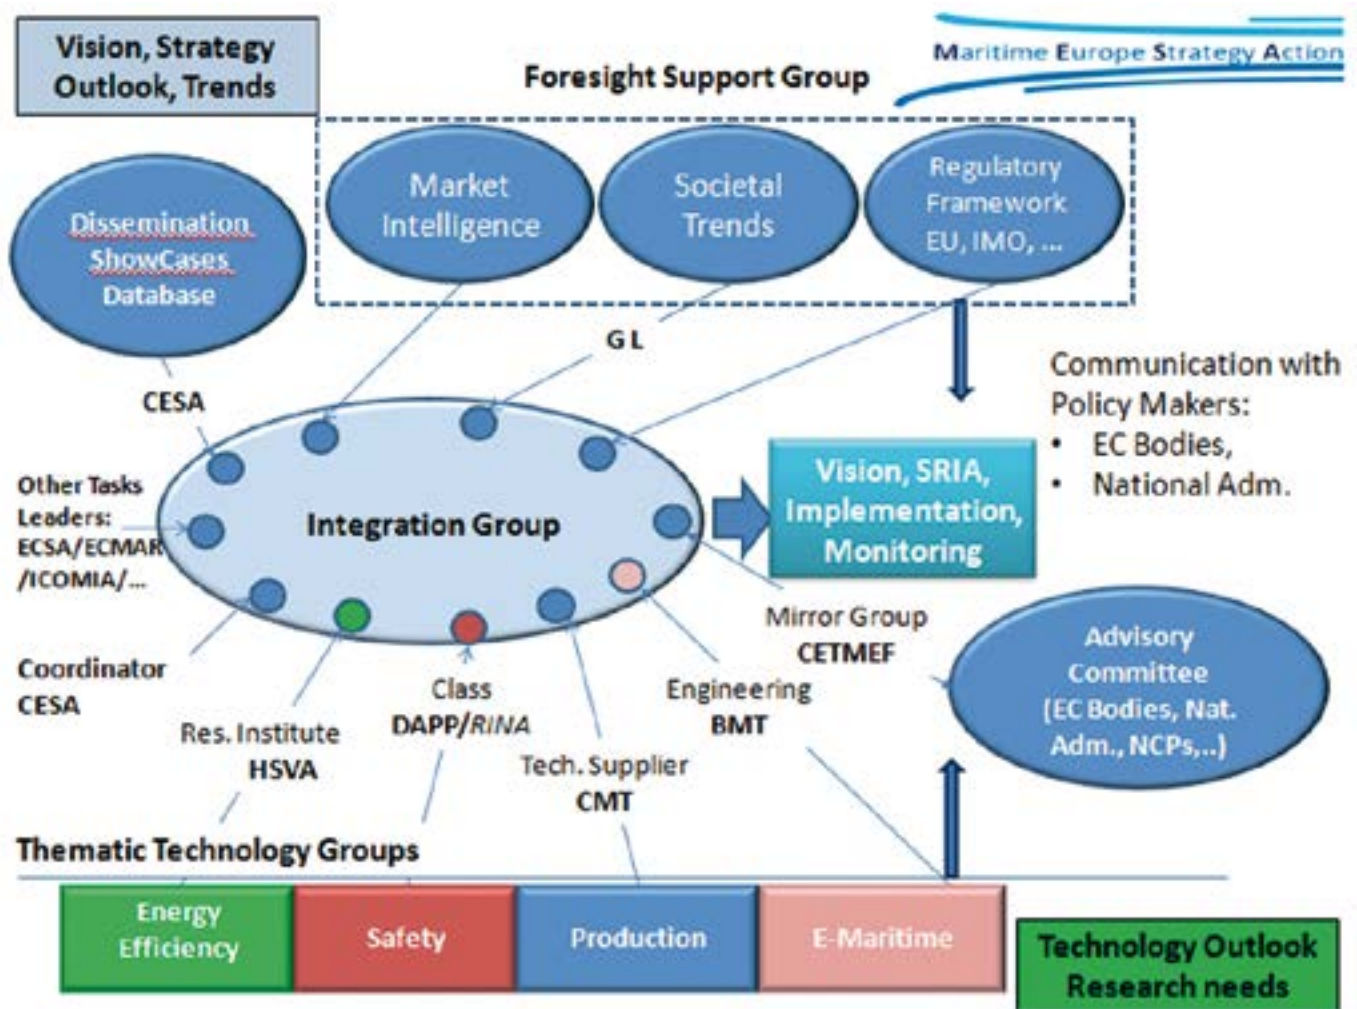 Vision, Strategy
Outlook, Trends
Foresight Support Group
Maritime Europe Strategy Action
Dissemination
ShowCases
Database
Market
Intelligence
Societal
Trends
Regulatory
Framework
EU, IMO, ...
GL
CESA
Communication with
Policy Makers:
• EC Bodies,
• National Adm.
Other Tasks
Leaders:
ECSA/ECMAR
/ICOMIA/...
Integration Group
Vision, SRIA,
Implementation,
Monitoring
Coordinator
CESA
Res. Institute
HSVA
Class
DAPP/RINA
Tech. Supplier
CMT
Engineering
BMT
Mirror Group
CETMEF
Advisory
Committee
(EC Bodies, Nat.
Adm., NCPs,..)
Thematic Technology Groups
Energy
Efficiency
Safety
Production
E-Maritime
Technology Outlook
Research needs